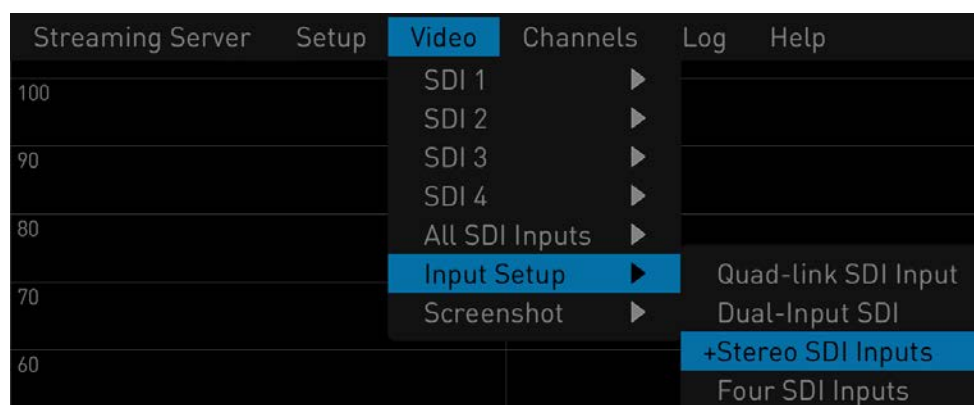 Streaming Server Setup Video Channels Log Help
100
90
80
70
60
SDI 1
SDI 2
SDI 3
SDI 4
All SDI Inputs
Input Setup
Screenshot
Quad-link SDI Input
Dual-Input SDI
+Stereo SDI Inputs
Four SDI Inputs